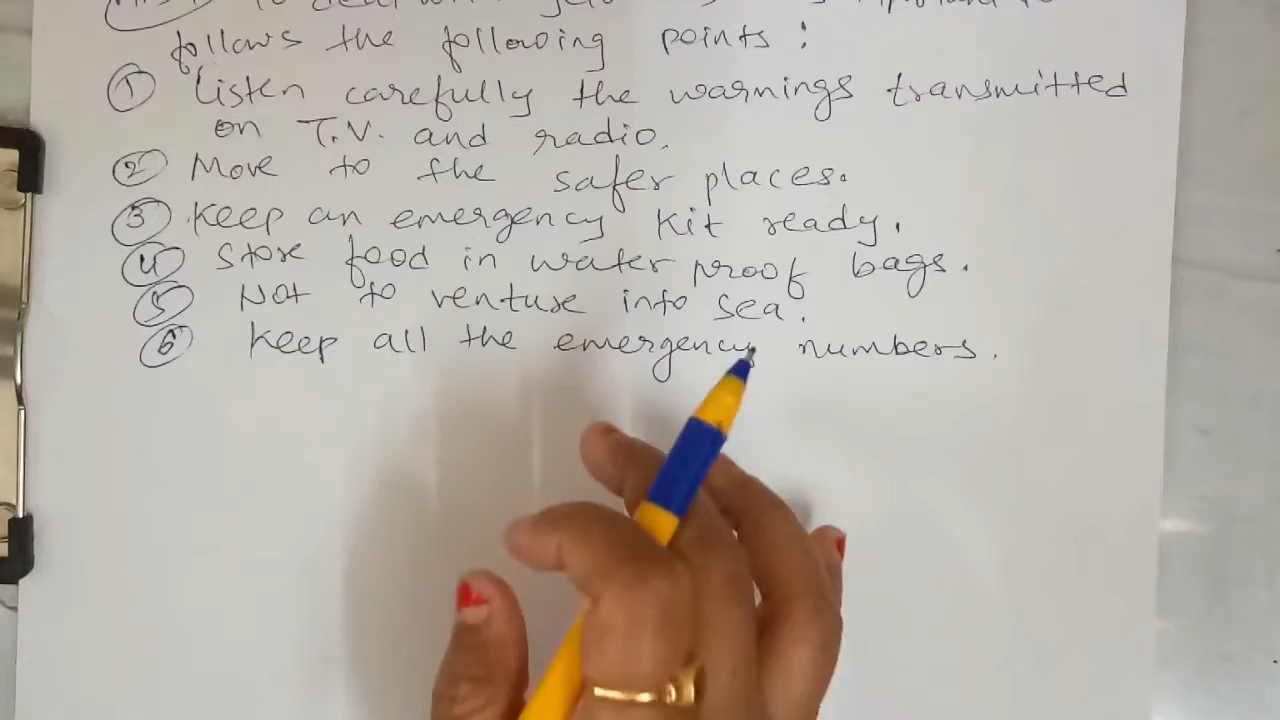 follows the following points :
① Listen carefully the warnings transmitted
on T.V. and radio.
② Move to the safer places.
③ Keep an emergency kit ready.
④ Store food in water proof bags.
⑤ Not to venture into sea.
⑥ Keep all the emergency numbers.